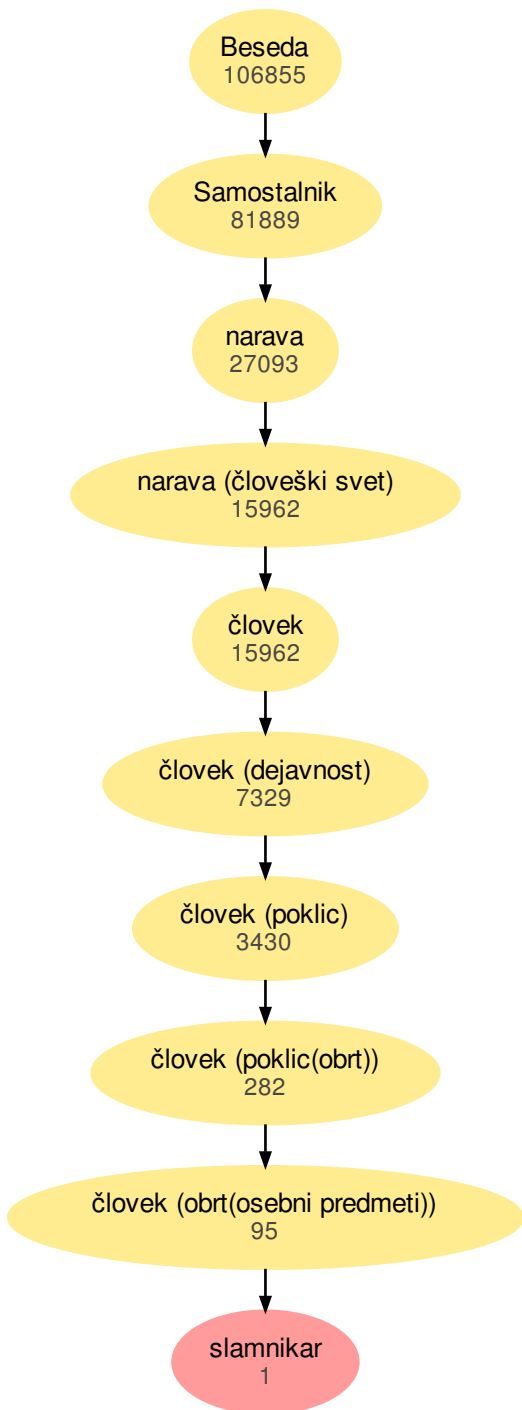 Beseda
106855
Samostalnik
81889
narava
27093
narava (človeški svet)
15962
človek
15962
človek (dejavnost)
7329
človek (poklic)
3430
človek (poklic(obrt))
282
človek (obrt(osebni predmeti))
95
slamnikar
1